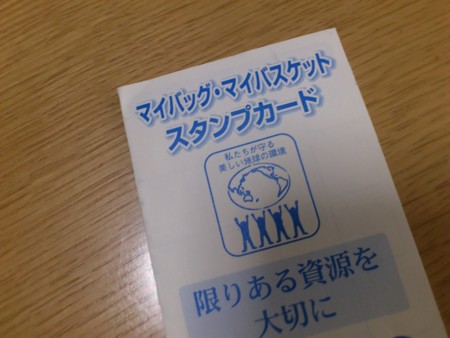 マイバッグ・マイバスケット
スタンプカード
私たちが守る
美しい地球の環境
限りある資源を
大切に